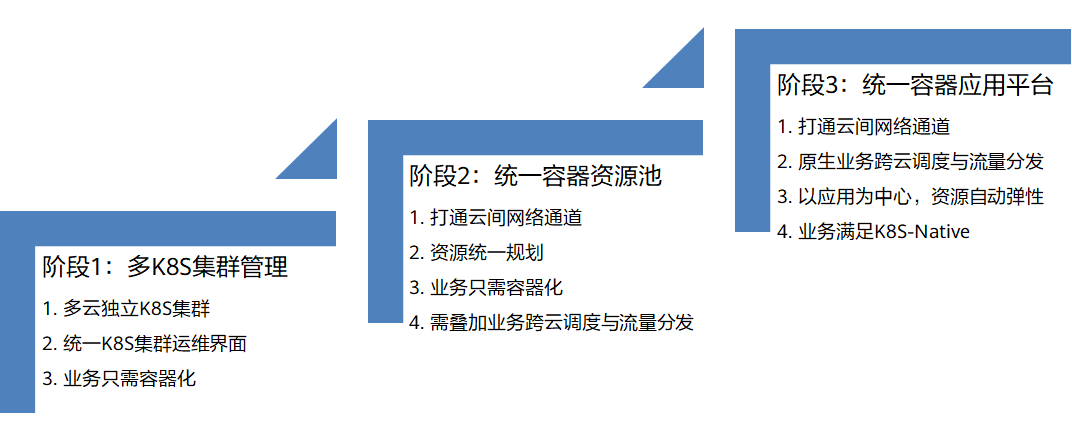 阶段1：多K8S集群管理
1. 多云独立K8S集群
2. 统一K8S集群运维界面
3. 业务只需容器化
阶段2：统一容器资源池
1. 打通云间网络通道
2. 资源统一规划
3. 业务只需容器化
4. 需叠加业务跨云调度与流量分发
阶段3：统一容器应用平台
1. 打通云间网络通道
2. 原生业务跨云调度与流量分发
3. 以应用为中心，资源自动弹性
4. 业务满足K8S-Native